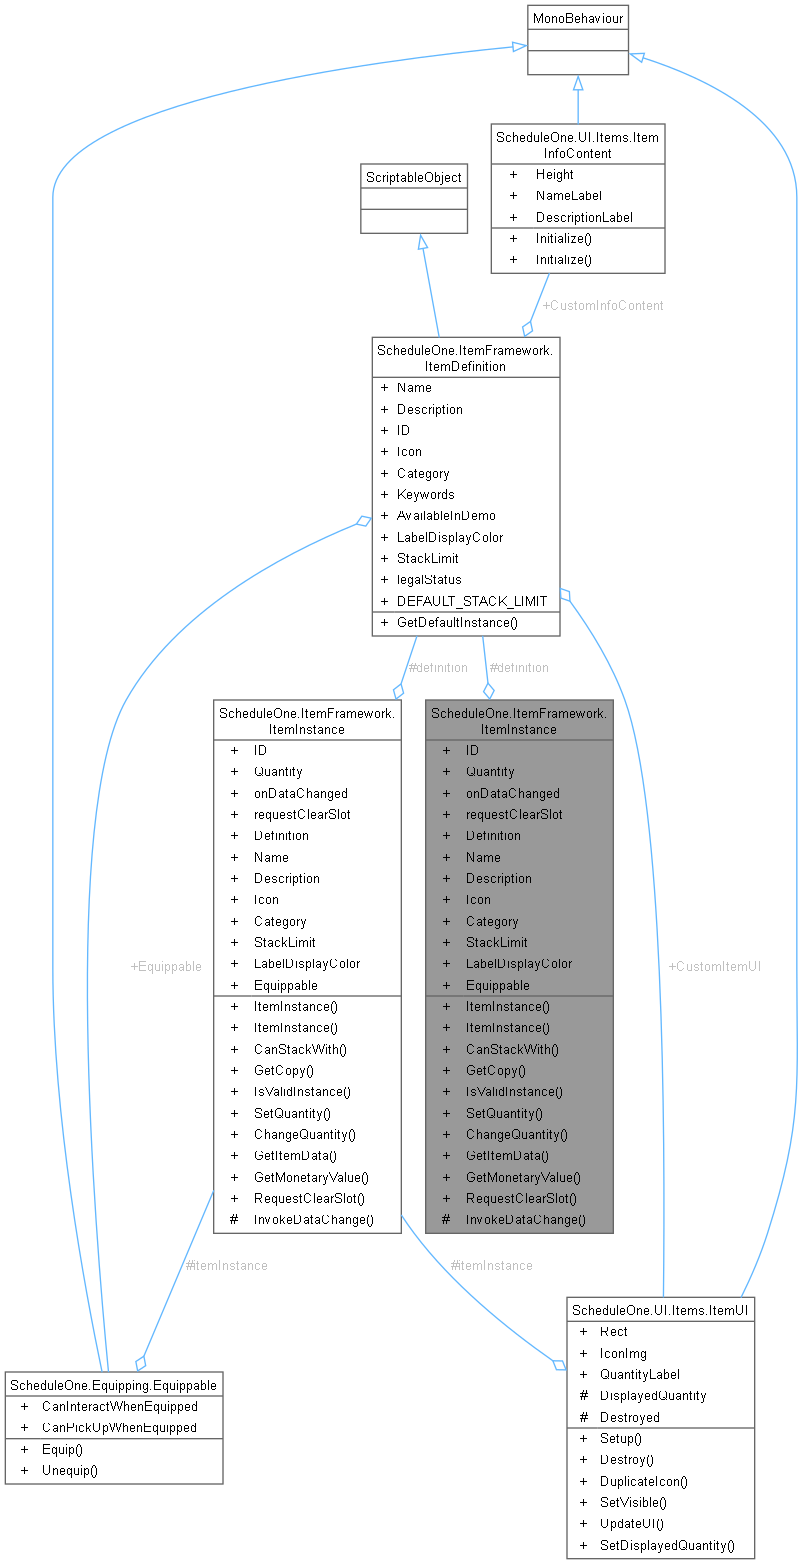 MonoBehaviour
ScheduleOne.UI.Items.Item
InfoContent
+ Height
+ NameLabel
+ DescriptionLabel
+ Initialize()
+ Initialize()
ScriptableObject
+CustomInfoContent
ScheduleOne.ItemFramework.
ItemDefinition
+ Name
+ Description
+ ID
+ Icon
+ Category
+ Keywords
+ AvailableInDemo
+ LabelDisplayColor
+ StackLimit
+ legalStatus
+ DEFAULT_STACK_LIMIT
+ GetDefaultInstance()
#definition
#definition
ScheduleOne.ItemFramework.
ItemInstance
+ ID
+ Quantity
+ onDataChanged
+ requestClearSlot
+ Definition
+ Name
+ Description
+ Icon
+ Category
+ StackLimit
+ LabelDisplayColor
+ Equippable
+ ItemInstance()
+ ItemInstance()
+ CanStackWith()
+ GetCopy()
+ IsValidInstance()
+ SetQuantity()
+ ChangeQuantity()
+ GetItemData()
+ GetMonetaryValue()
+ RequestClearSlot()
# InvokeDataChange()
ScheduleOne.ItemFramework.
ItemInstance
+ ID
+ Quantity
+ onDataChanged
+ requestClearSlot
+ Definition
+ Name
+ Description
+ Icon
+ Category
+ StackLimit
+ LabelDisplayColor
+ Equippable
+ ItemInstance()
+ ItemInstance()
+ CanStackWith()
+ GetCopy()
+ IsValidInstance()
+ SetQuantity()
+ ChangeQuantity()
+ GetItemData()
+ GetMonetaryValue()
+ RequestClearSlot()
# InvokeDataChange()
+Equippable
+CustomItemUI
#itemInstance
#itemInstance
ScheduleOne.UI.Items.ItemUI
+ Rect
+ IconImg
+ QuantityLabel
# DisplayedQuantity
# Destroyed
+ Setup()
+ Destroy()
+ DuplicateIcon()
+ SetVisible()
+ UpdateUI()
+ SetDisplayedQuantity()
ScheduleOne.Equipping.Equippable
+ CanInteractWhenEquipped
+ CanPickUpWhenEquipped
+ Equip()
+ Unequip()